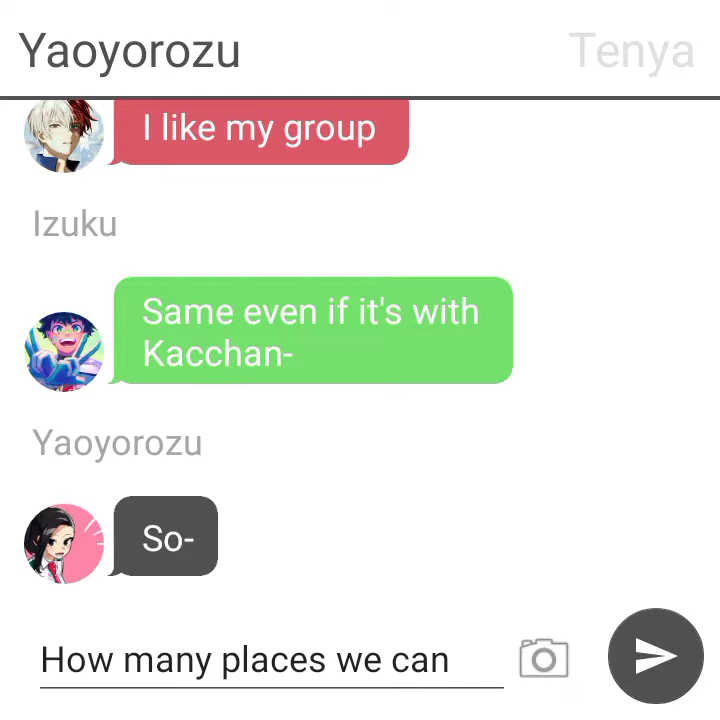 Yaoyorozu Tenya
I like my group
Izuku
Same even if it's with
Kacchan-
Yaoyorozu
So-
How many places we can